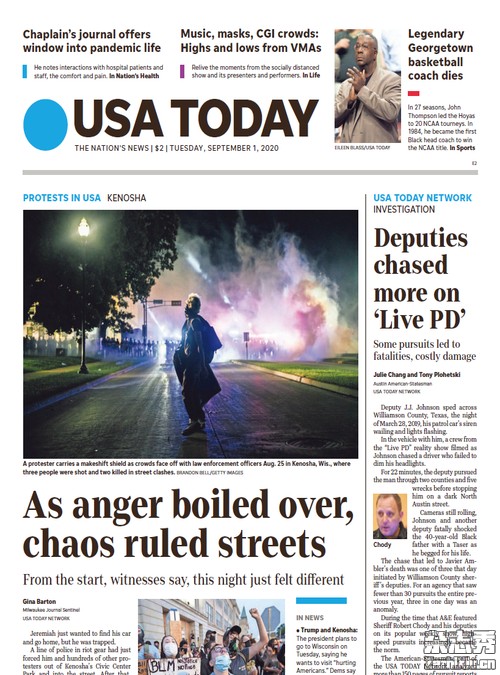 Chaplain's journal offers
window into pandemic life
He notes interactions with hospital patients and
staff, the comfort and pain. In Nation's Health
Music, masks, CGI crowds:
Highs and lows from VMAs
Relive the moments from the socially distanced
show and its presenters and performers. In Life
EILEEN BLASS/USA TODAY
Legendary
Georgetown
basketball
coach dies
In 27 seasons, John
Thompson led the Hoyas
to 20 NCAA tourneys. In
1984, he became the first
Black head coach to win
the NCAA title. In Sports
USA TODAY
THE NATION'S NEWS | $2 | TUESDAY, SEPTEMBER 1, 2020
E2
PROTESTS IN USA KENOSHA
A protester carries a makeshift shield as crowds face off with law enforcement officers Aug. 25 in Kenosha, Wis., where
three people were shot and two killed in street clashes. BRANDON BELL/GETTY IMAGES
As anger boiled over,
chaos ruled streets
From the start, witnesses say, this night just felt different
Gina Barton
Milwaukee Journal Sentinel
USA TODAY NETWORK
Jeremiah just wanted to find his car
and go home, but he was trapped.
A line of police in riot gear had just
forced him and hundreds of other pro-
testers out of Kenosha's Civic Center
Park and into the street. After that
BLM
IN NEWS
Trump and Kenosha:
The president plans
to go to Wisconsin on
Tuesday, saying he
wants to visit "hurting
Americans." Dems say
USA TODAY NETWORK
INVESTIGATION
Deputies
chased
more on
'Live PD'
Some pursuits led to
fatalities, costly damage
Julie Chang and Tony Plohetski
Austin American-Statesman
USA TODAY NETWORK
Deputy J.J. Johnson sped across
Williamson County, Texas, the night
of March 28, 2019, his patrol car's siren
wailing and lights flashing.
In the vehicle with him, a crew from
the "Live PD" reality show filmed as
Johnson chased a driver who failed to
dim his headlights.
For 22 minutes, the deputy pursued
the man through two counties and five
wrecks before stopping
him on a dark North
Austin street.
Cameras still rolling,
Johnson and another
deputy fatally shocked
the 40-year-old Black
father with a Taser as
he begged for his life.
Chody
The chase that led to Javier Am-
bler's death was one of three that day
initiated by Williamson County sher-
iff's deputies. For an agency that saw
fewer than 30 pursuits the entire pre-
vious year, three in one day was an
anomaly.
During the time that A&E featured
Sheriff Robert Chody and his deputies
on its popular
speed pursuits
the norm.
The American-Statesman, part of
the USA TODAY Network,
more than 150 pages of pursuit reports